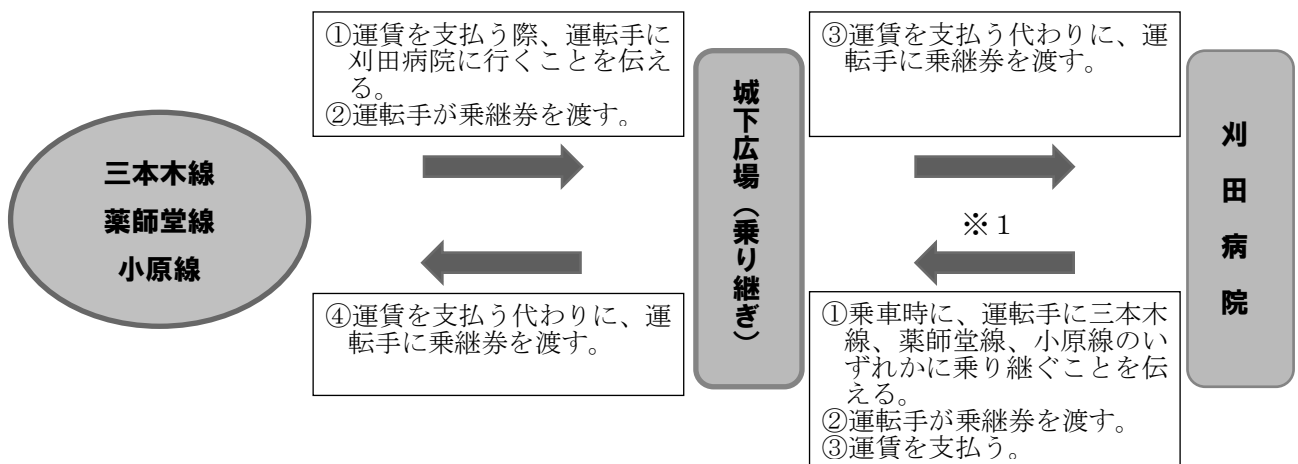 ①運賃を支払う際、運転手に
刈田病院に行くことを伝え
る。
②運転手が乗継券を渡す。
③運賃を支払う代わりに、運
転手に乗継券を渡す。
三本木線
薬師堂線
小原線
城下広場（乗り継ぎ）
刈田病院
※１
④運賃を支払う代わりに、運
転手に乗継券を渡す。
①乗車時に、運転手に三本木
線、薬師堂線、小原線のい
ずれかに乗り継ぐことを伝
える。
②運転手が乗継券を渡す。
③運賃を支払う。